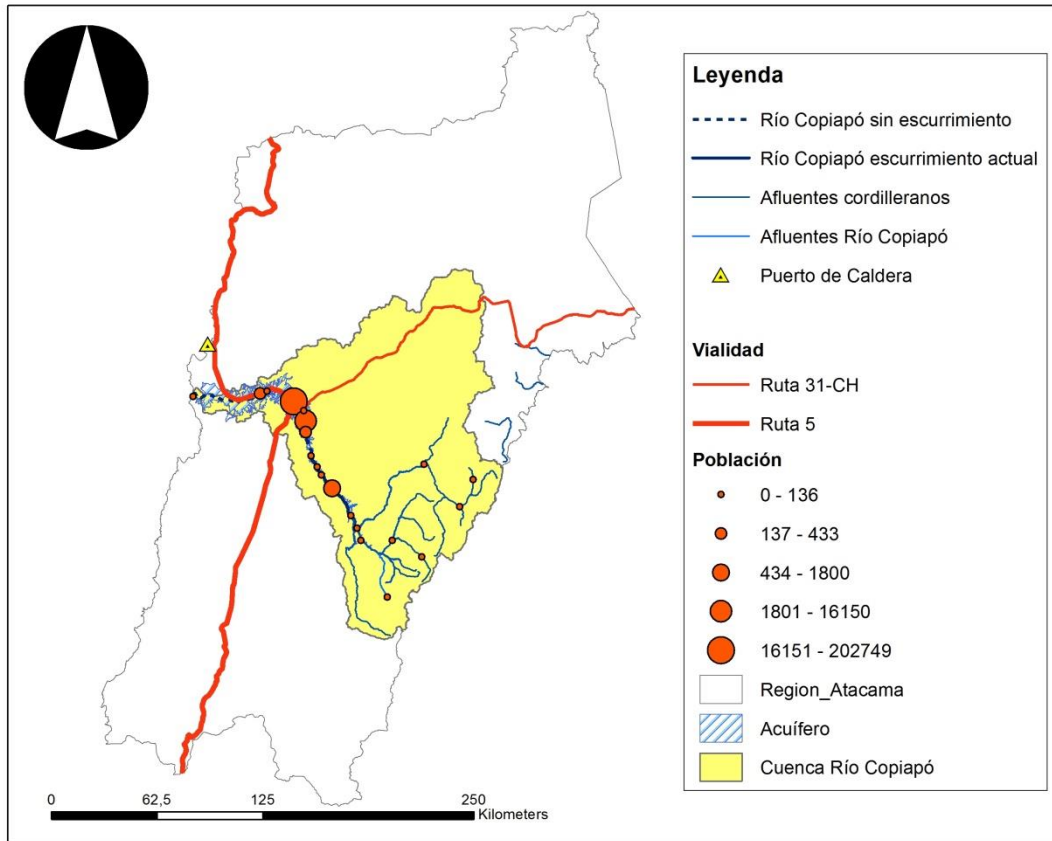 Leyenda
Río Copiapó sin escurrimiento
Río Copiapó escurrimiento actual
Afluentes cordilleranos
Afluentes Río Copiapó
Puerto de Caldera
Vialidad
Ruta 31-CH
Ruta 5
Población
0 - 136
137 - 433
434 - 1800
1801 - 16150
16151 - 202749
Region_Atacama
Acuífero
Cuenca Río Copiapó
0 62,5 125 250
Kilometers